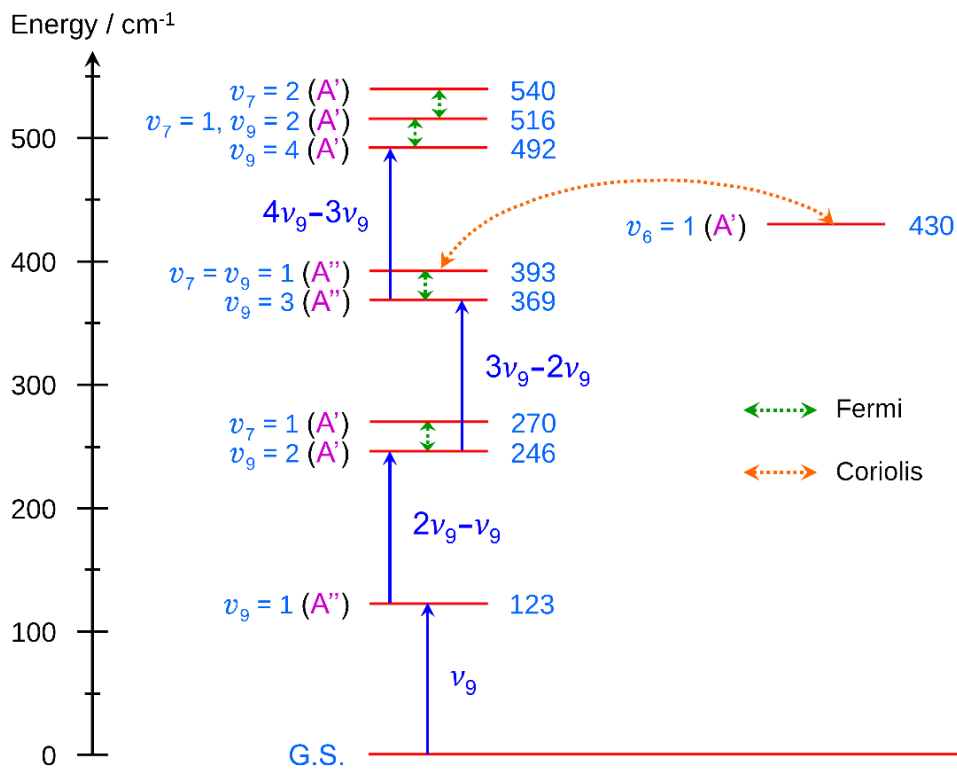 Energy / cm⁻¹
𝑣₇ = 2 (A’) 540
𝑣₇ = 1, 𝑣₉ = 2 (A’) 516
500
𝑣₉ = 4 (A’) 492
4ν₉−3ν₉
𝑣₆ = 1 (A’) 430
400
𝑣₇ = 𝑣₉ = 1 (A’’) 393
𝑣₉ = 3 (A’’) 369
3ν₉−2ν₉
300
Fermi
𝑣₇ = 1 (A’) 270
𝑣₉ = 2 (A’) 246
Coriolis
200
2ν₉−ν₉
𝑣₉ = 1 (A’’) 123
100
ν₉
0
G.S.